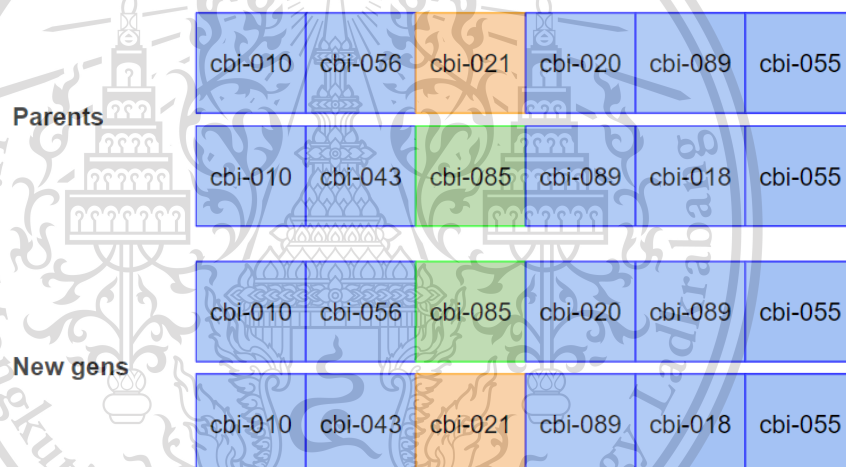 cbi-010 cbi-056 cbi-021 cbi-020 cbi-089 cbi-055
Parents
cbi-010 cbi-043 cbi-085 cbi-089 cbi-018 cbi-055
cbi-010 cbi-056 cbi-085 cbi-020 cbi-089 cbi-055
New gens
cbi-010 cbi-043 cbi-021 cbi-089 cbi-018 cbi-055